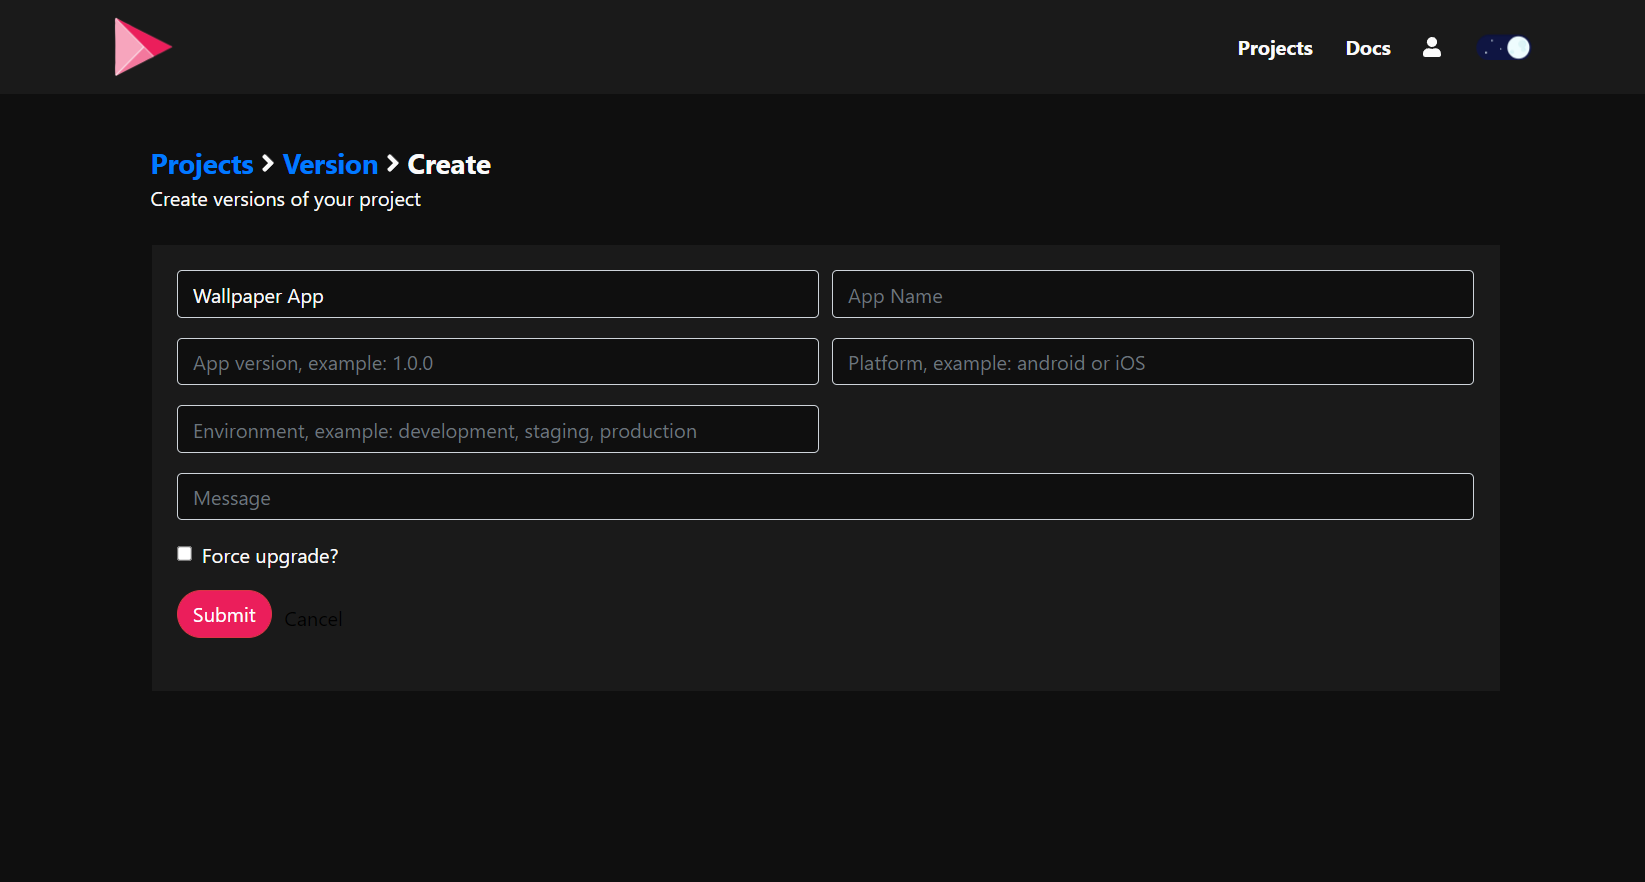 Projects Docs
Projects > Version > Create
Create versions of your project
Wallpaper App
App Name
App version, example: 1.0.0
Platform, example: android or iOS
Environment, example: development, staging, production
Message
Force upgrade?
Submit Cancel